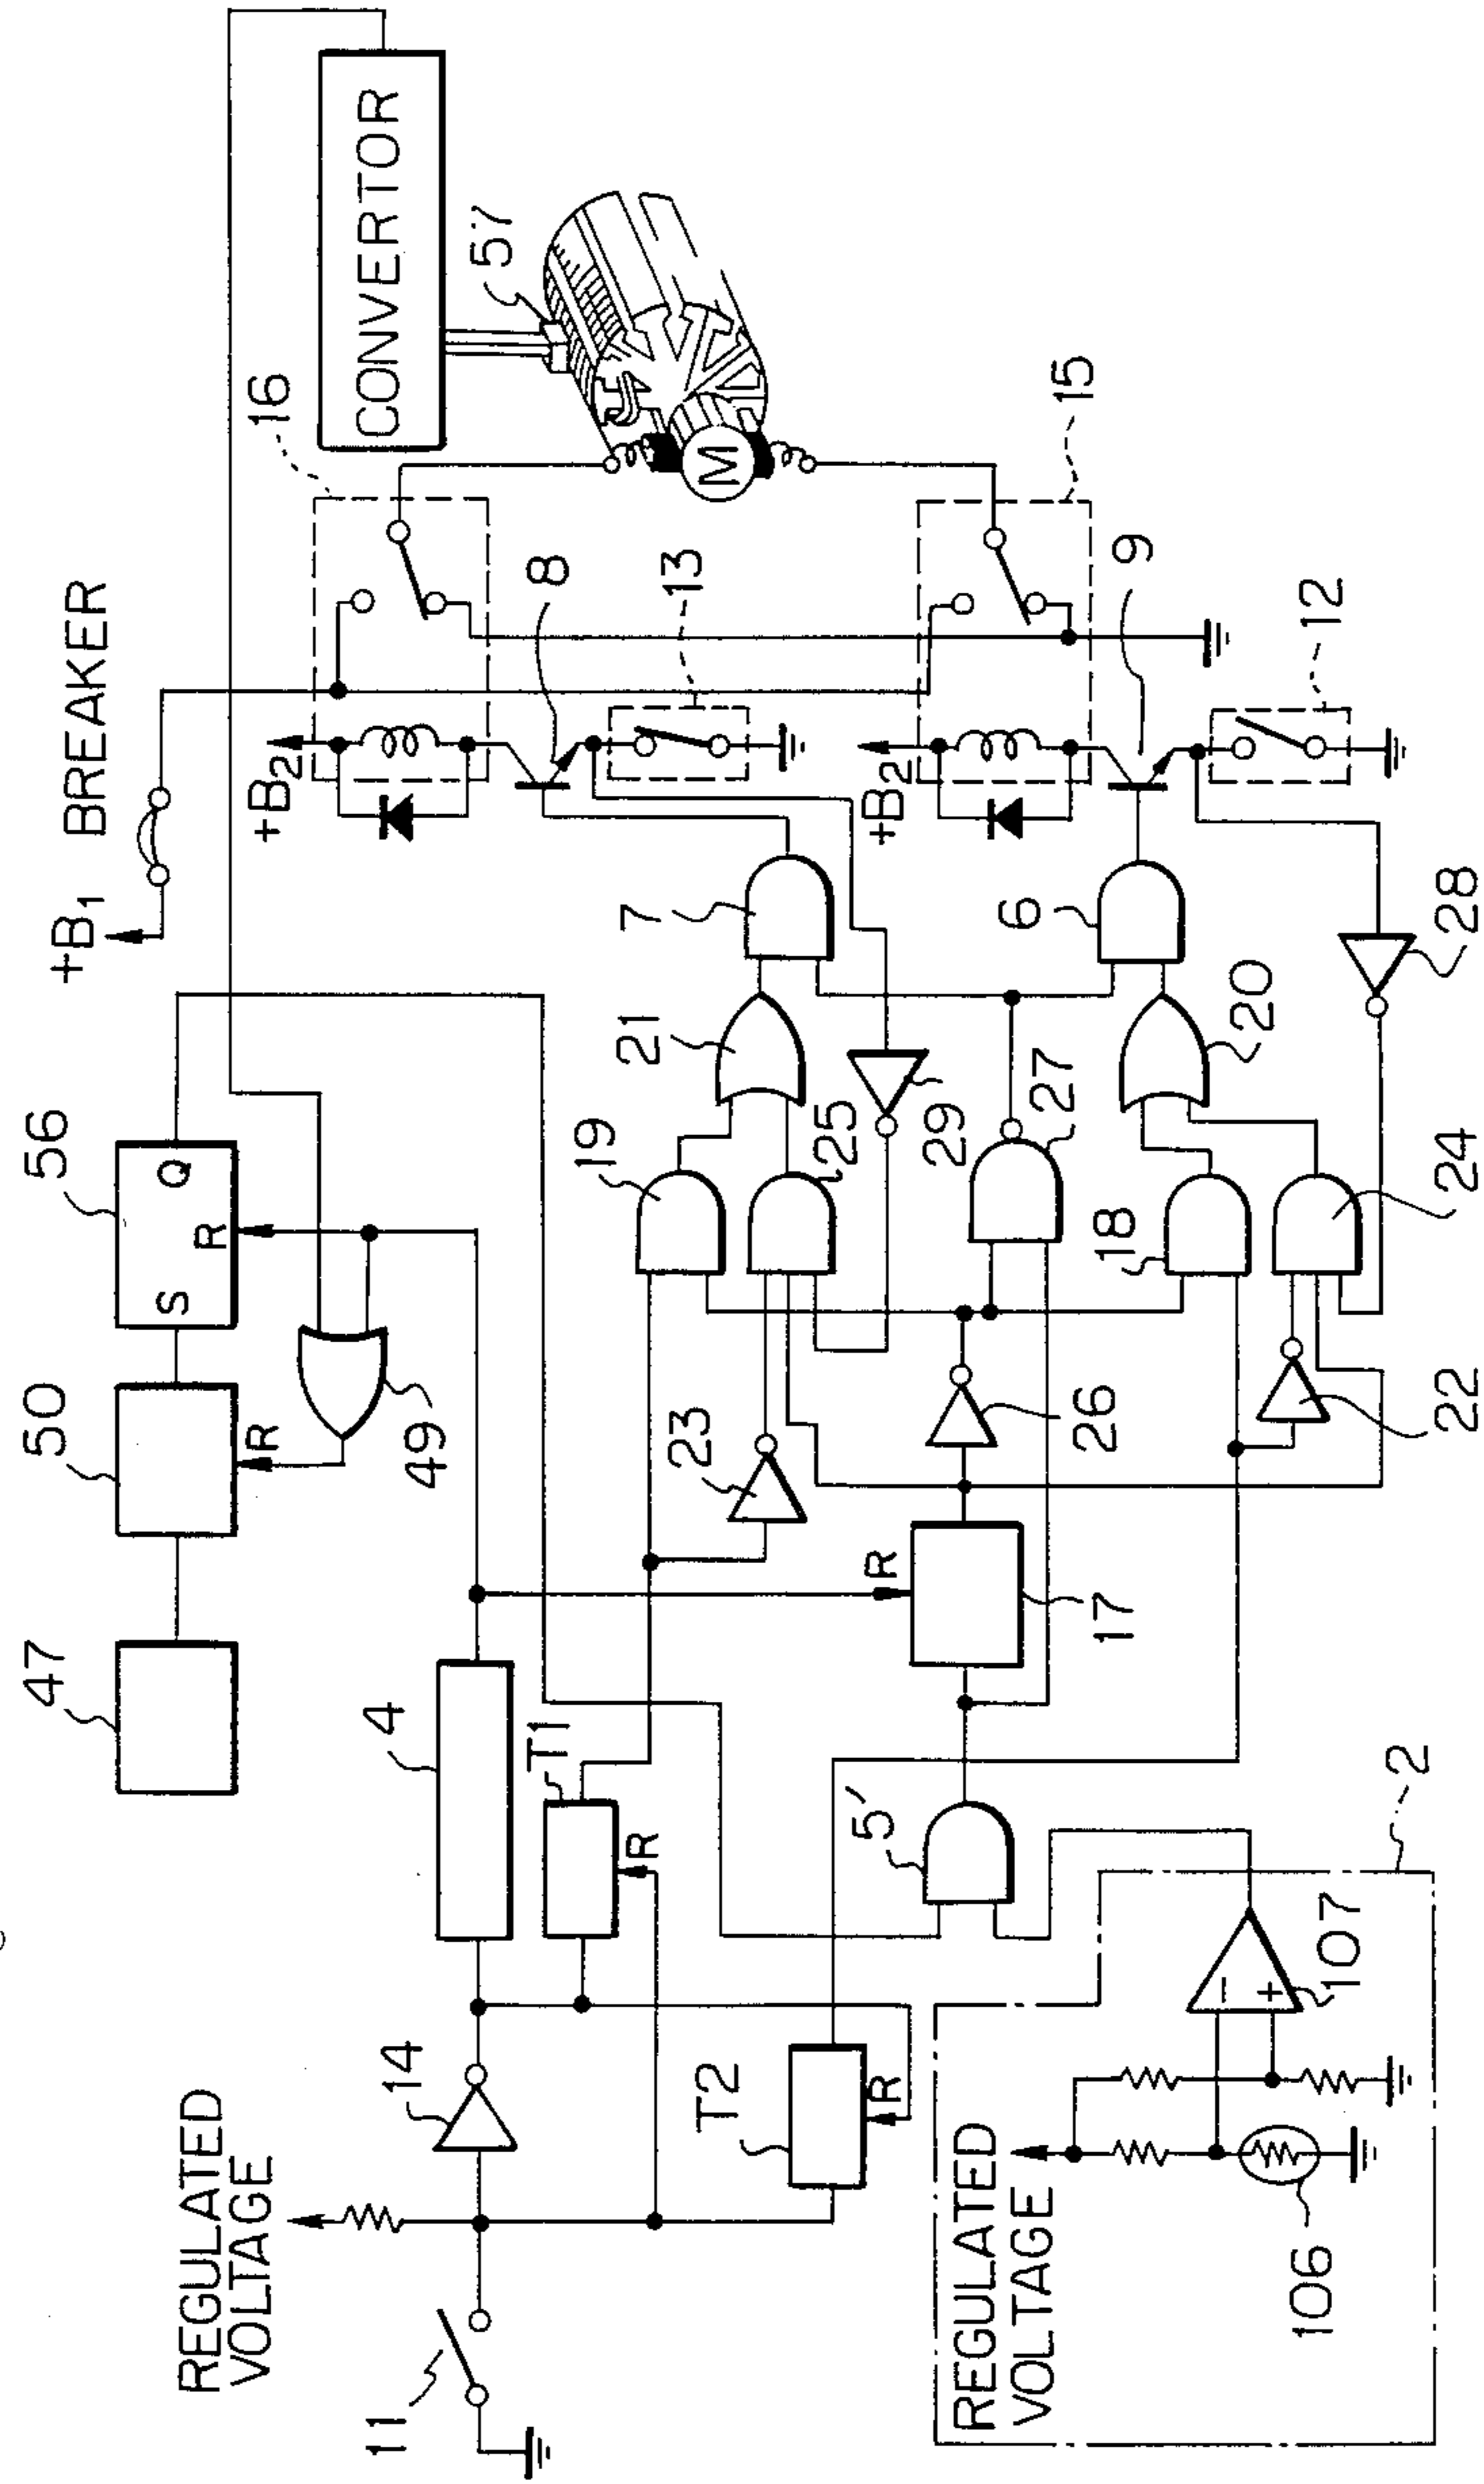 +B1 BREAKER
CONVERTOR
47
50
56
S
Q
R
R
49
16
57
M
+B2
8
13
15
+B2
9
12
REGULATED
VOLTAGE
11
14
4
T1
R
T2
R
5'
17
R
23
19
25
21
7
29
26
27
18
20
6
22
24
28
REGULATED
VOLTAGE
106
107
−
+
2